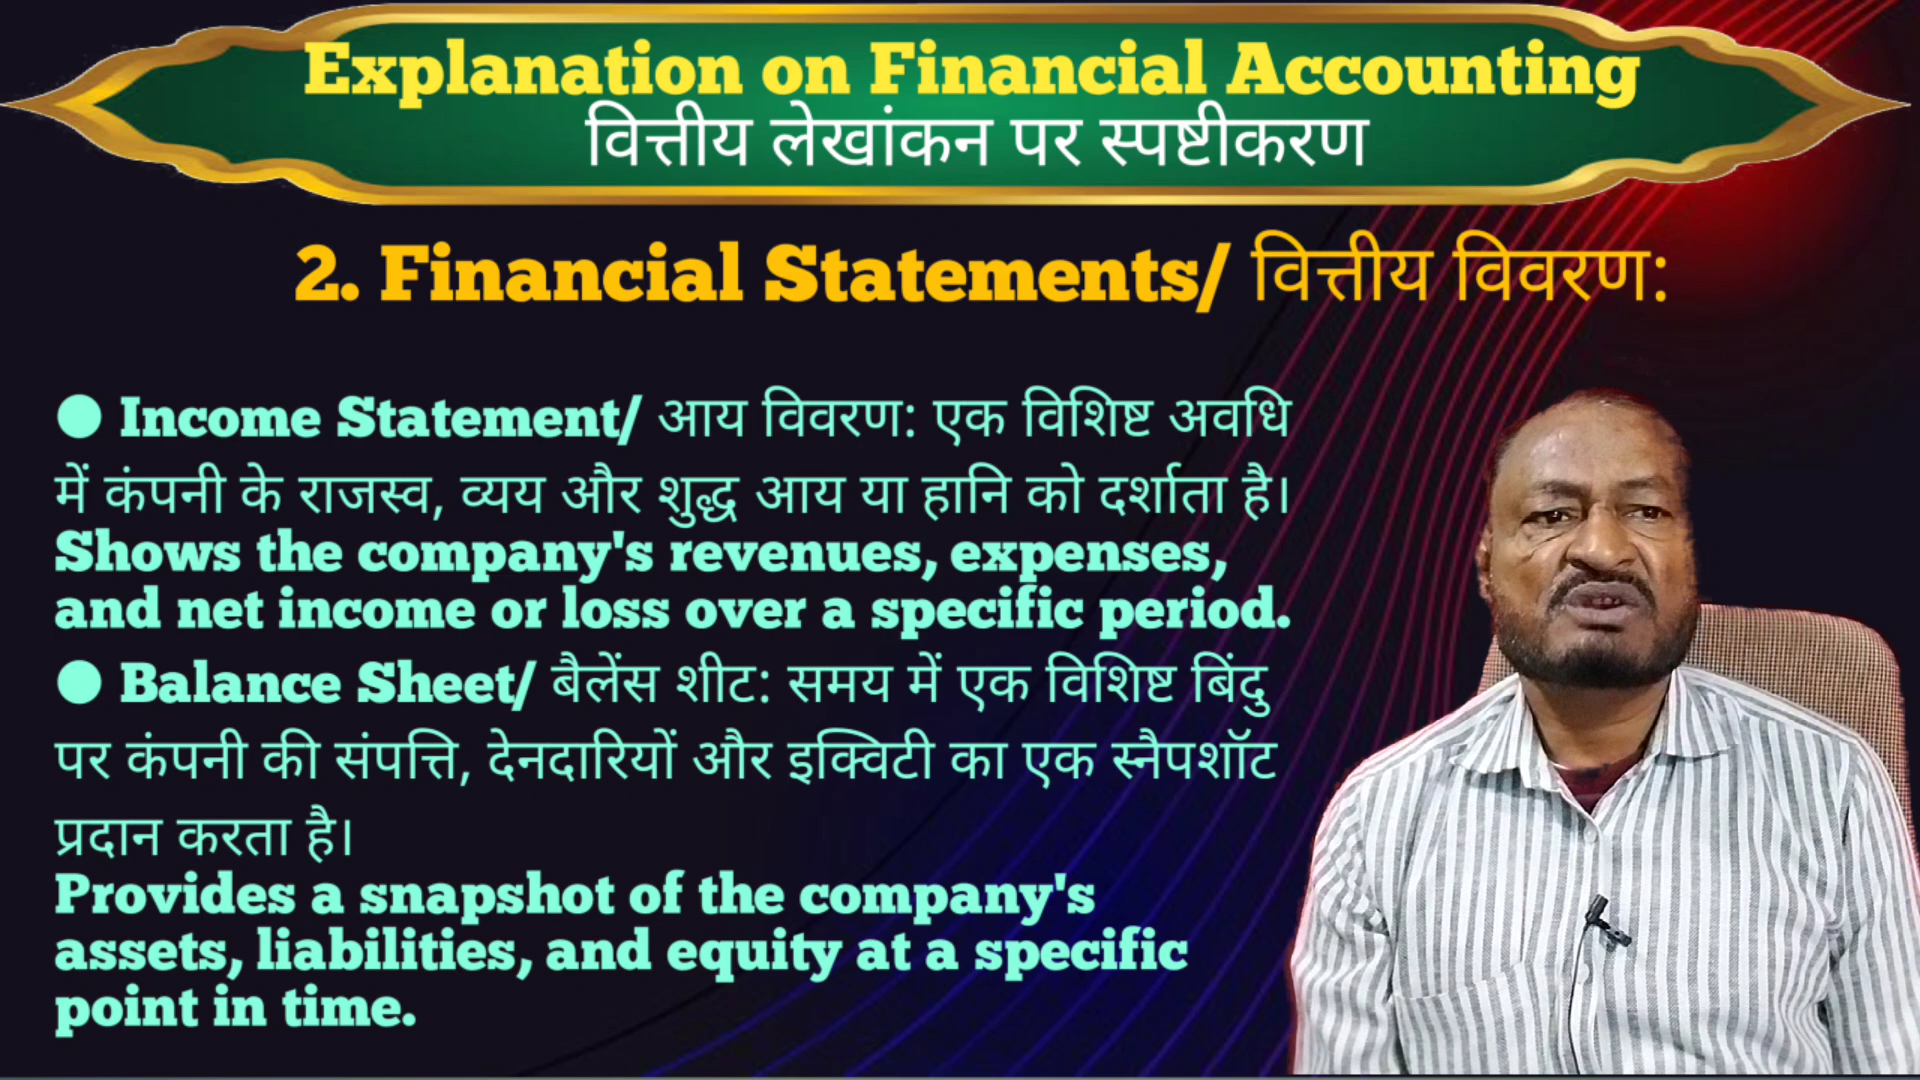 Explanation on Financial Accounting
वित्तीय लेखांकन पर स्पष्टीकरण
2. Financial Statements/ वित्तीय विवरण:
● Income Statement/ आय विवरण: एक विशिष्ट अवधि
में कंपनी के राजस्व, व्यय और शुद्ध आय या हानि को दर्शाता है।
Shows the company's revenues, expenses,
and net income or loss over a specific period.
● Balance Sheet/ बैलेंस शीट: समय में एक विशिष्ट बिंदु
पर कंपनी की संपत्ति, देनदारियों और इक्विटी का एक स्नैपशॉट
प्रदान करता है।
Provides a snapshot of the company's
assets, liabilities, and equity at a specific
point in time.